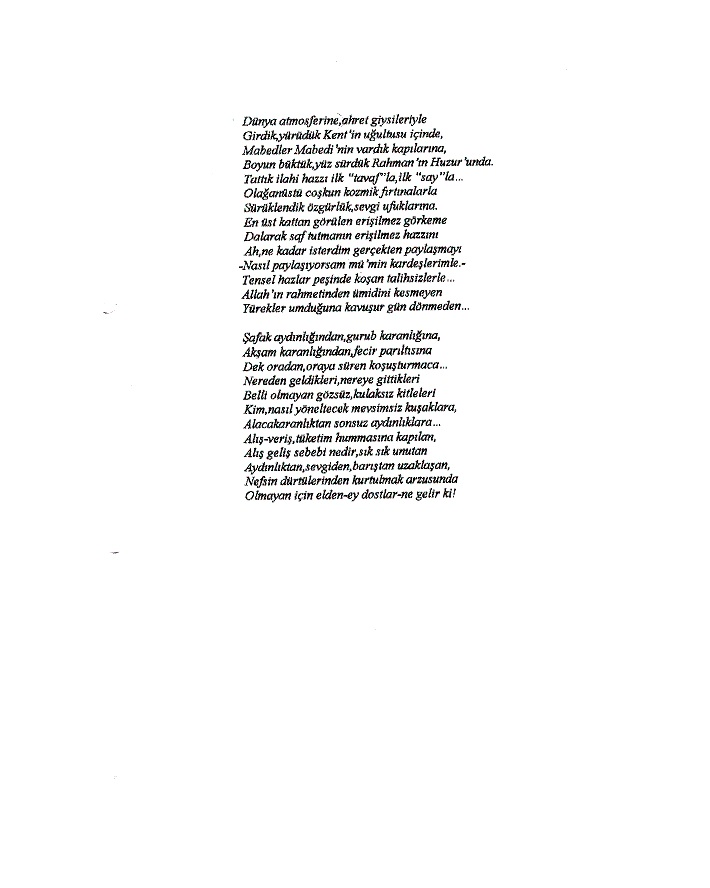 Dünya atmosferine,ahret giysileriyle
Girdik,yürüdük Kent'in uğultusu içinde,
Mabedler Mabedi'nin vardık kapılarına,
Boyun büktük,yüz sürdük Rahman'ın Huzur'unda.
Tattık ilahi hazzı ilk "tavaf"la,ilk "say"la...
Olağanüstü coşkun kozmik fırtınalarla
Sürüklendik özgürlük,sevgi ufuklarına.
En üst kattan görülen erişilmez görkeme
Dalarak saf tutmanın erişilmez hazzını
Ah,ne kadar isterdim gerçekten paylaşmayı
-Nasıl paylaşıyorsam mü'min kardeşlerimle.-
Tensel hazlar peşinde koşan talihsizlerle...
Allah'ın rahmetinden ümidini kesmeyen
Yürekler umduğuna kavuşur gün dönmeden...

Şafak aydınlığından,gurub karanlığına,
Akşam karanlığından,fecir parıltısına
Dek oradan,oraya süren koşuşturmaca...
Nereden geldikleri,nereye gittikleri
Belli olmayan gözsüz,kulaksız kitleleri
Kim,nasıl yöneltecek mevsimsiz kuşaklara,
Alacakaranlıktan sonsuz aydınlıklara...
Alış-veriş,tüketim hummasına kapılan,
Alış geliş sebebi nedir,sık sık unutan
Aydınlıktan,sevgiden,barıştan uzaklaşan,
Nefsin dürtülerinden kurtulmak arzusunda
Olmayan için elden-ey dostlar-ne gelir ki!